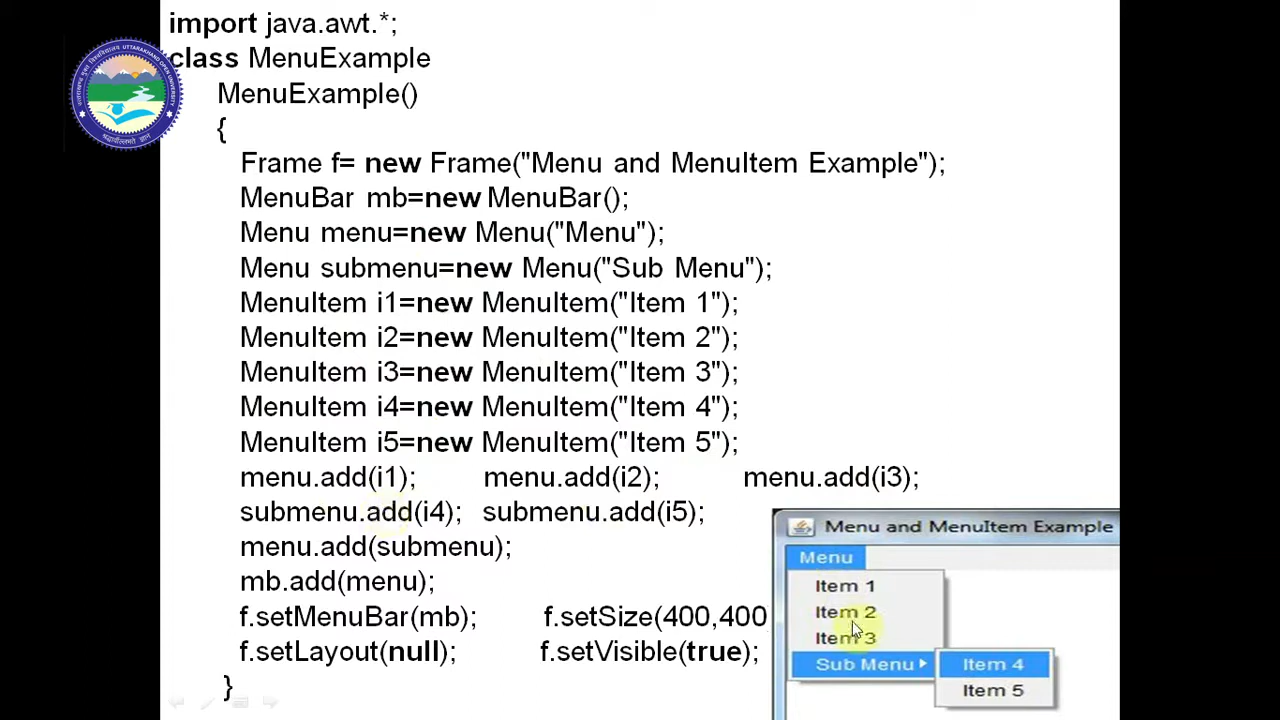 import java.awt.*;
class MenuExample
MenuExample()
{
Frame f= new Frame("Menu and MenuItem Example");
MenuBar mb=new MenuBar();
Menu menu=new Menu("Menu");
Menu submenu=new Menu("Sub Menu");
MenuItem i1=new MenuItem("Item 1");
MenuItem i2=new MenuItem("Item 2");
MenuItem i3=new MenuItem("Item 3");
MenuItem i4=new MenuItem("Item 4");
MenuItem i5=new MenuItem("Item 5");
menu.add(i1); menu.add(i2); menu.add(i3);
submenu.add(i4); submenu.add(i5);
menu.add(submenu);
mb.add(menu);
f.setMenuBar(mb); f.setSize(400,400
f.setLayout(null); f.setVisible(true);
}
Menu and MenuItem Example
Menu
Item 1
Item 2
Item 3
Sub Menu
Item 4
Item 5
UTTARAKHAND OPEN UNIVERSITY